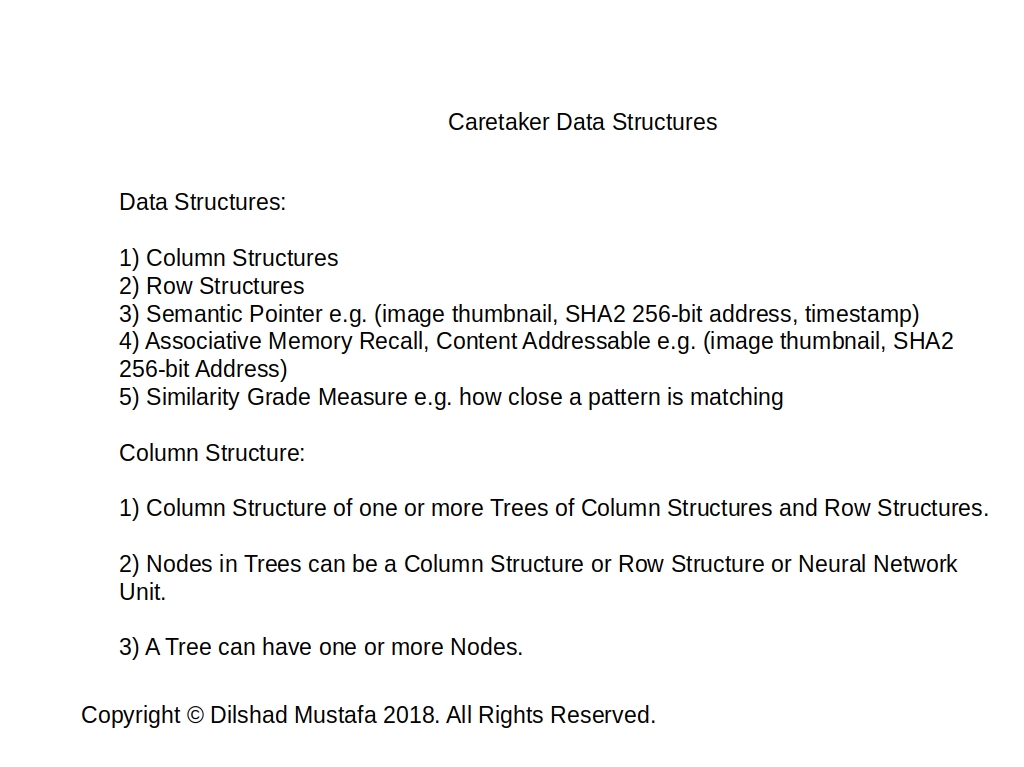 Caretaker Data Structures
Data Structures:
1) Column Structures
2) Row Structures
3) Semantic Pointer e.g. (image thumbnail, SHA2 256-bit address, timestamp)
4) Associative Memory Recall, Content Addressable e.g. (image thumbnail, SHA2
256-bit Address)
5) Similarity Grade Measure e.g. how close a pattern is matching
Column Structure:
1) Column Structure of one or more Trees of Column Structures and Row Structures.
2) Nodes in Trees can be a Column Structure or Row Structure or Neural Network
Unit.
3) A Tree can have one or more Nodes.
Copyright © Dilshad Mustafa 2018. All Rights Reserved.